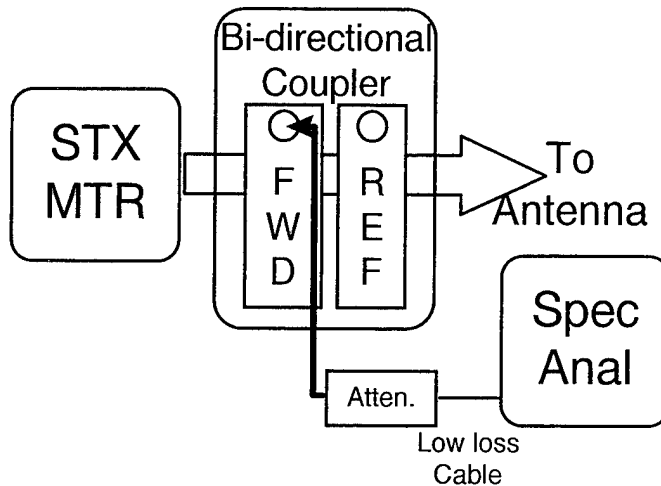 Bi-directional
Coupler
STX
MTR
F
W
D
R
E
F
To
Antenna
Spec
Anal
Atten.
Low loss
Cable